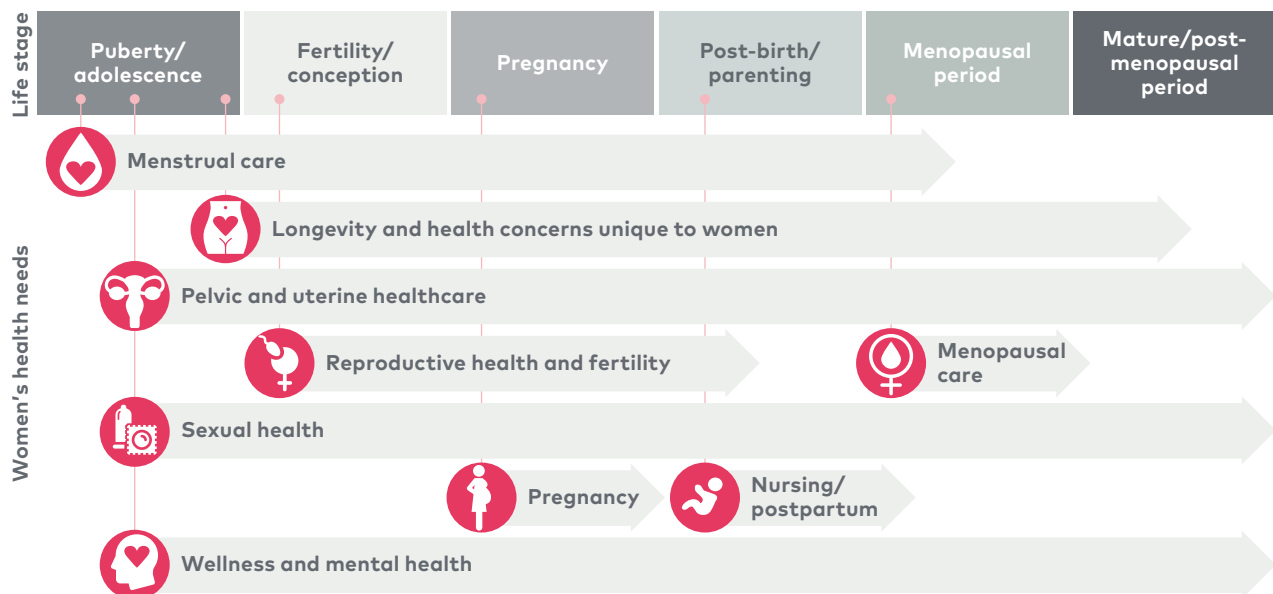 Life stage
Puberty/
adolescence
Fertility/
conception
Pregnancy
Post-birth/
parenting
Menopausal
period
Mature/post-
menopausal
period
Women's health needs
Menstrual care
Longevity and health concerns unique to women
Pelvic and uterine healthcare
Reproductive health and fertility
Menopausal
care
Sexual health
Pregnancy
Nursing/
postpartum
Wellness and mental health